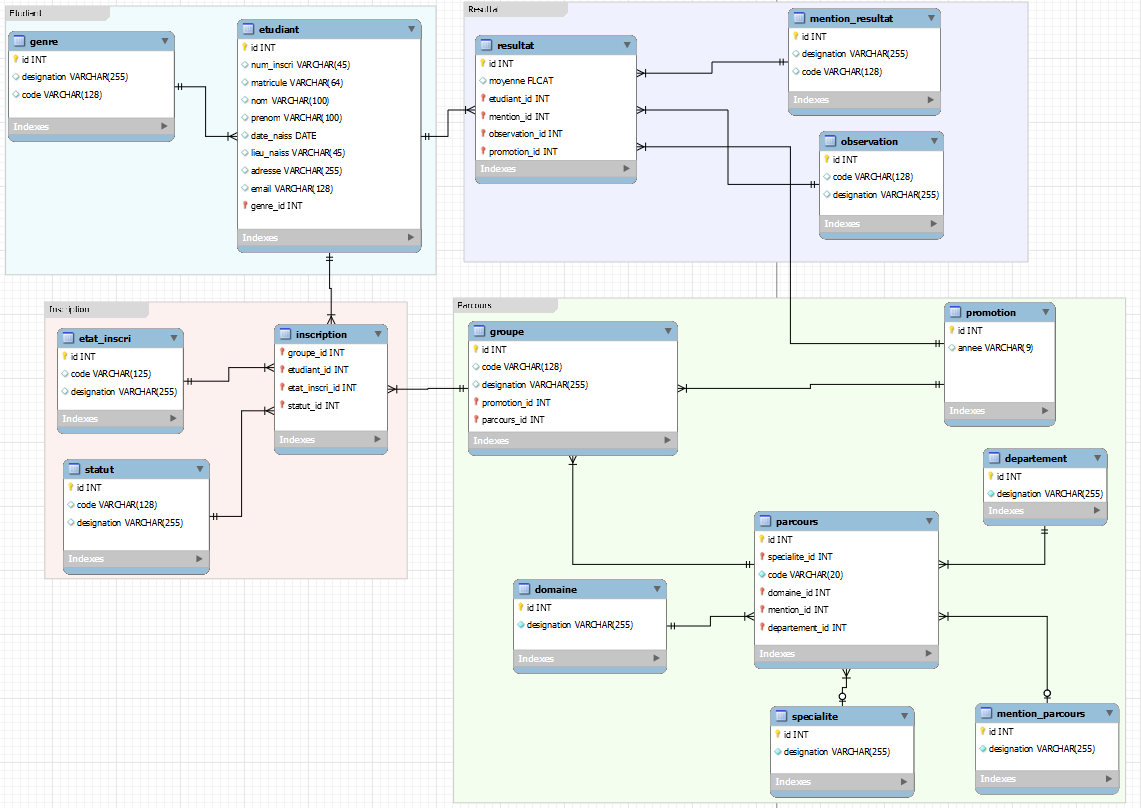 Etudiant
genre
id INT
designation VARCHAR(255)
code VARCHAR(128)
Indexes
etudiant
id INT
num_inscri VARCHAR(45)
matricule VARCHAR(64)
nom VARCHAR(100)
prenom VARCHAR(100)
date_naiss DATE
lieu_naiss VARCHAR(45)
adresse VARCHAR(255)
email VARCHAR(128)
genre_id INT
Indexes
Resultat
resultat
id INT
moyenne FLOAT
etudiant_id INT
mention_id INT
observation_id INT
promotion_id INT
Indexes
mention_resultat
id INT
designation VARCHAR(255)
code VARCHAR(128)
Indexes
observation
id INT
code VARCHAR(128)
designation VARCHAR(255)
Indexes
Inscription
etat_inscri
id INT
code VARCHAR(125)
designation VARCHAR(255)
Indexes
inscription
groupe_id INT
etudiant_id INT
etat_inscri_id INT
statut_id INT
Indexes
statut
id INT
code VARCHAR(128)
designation VARCHAR(255)
Indexes
Parcours
groupe
id INT
code VARCHAR(128)
designation VARCHAR(255)
promotion_id INT
parcours_id INT
Indexes
promotion
id INT
annee VARCHAR(9)
Indexes
departement
id INT
designation VARCHAR(255)
Indexes
parcours
id INT
specialite_id INT
code VARCHAR(20)
domaine_id INT
mention_id INT
departement_id INT
Indexes
domaine
id INT
designation VARCHAR(255)
Indexes
specialite
id INT
designation VARCHAR(255)
Indexes
mention_parcours
id INT
designation VARCHAR(255)
Indexes